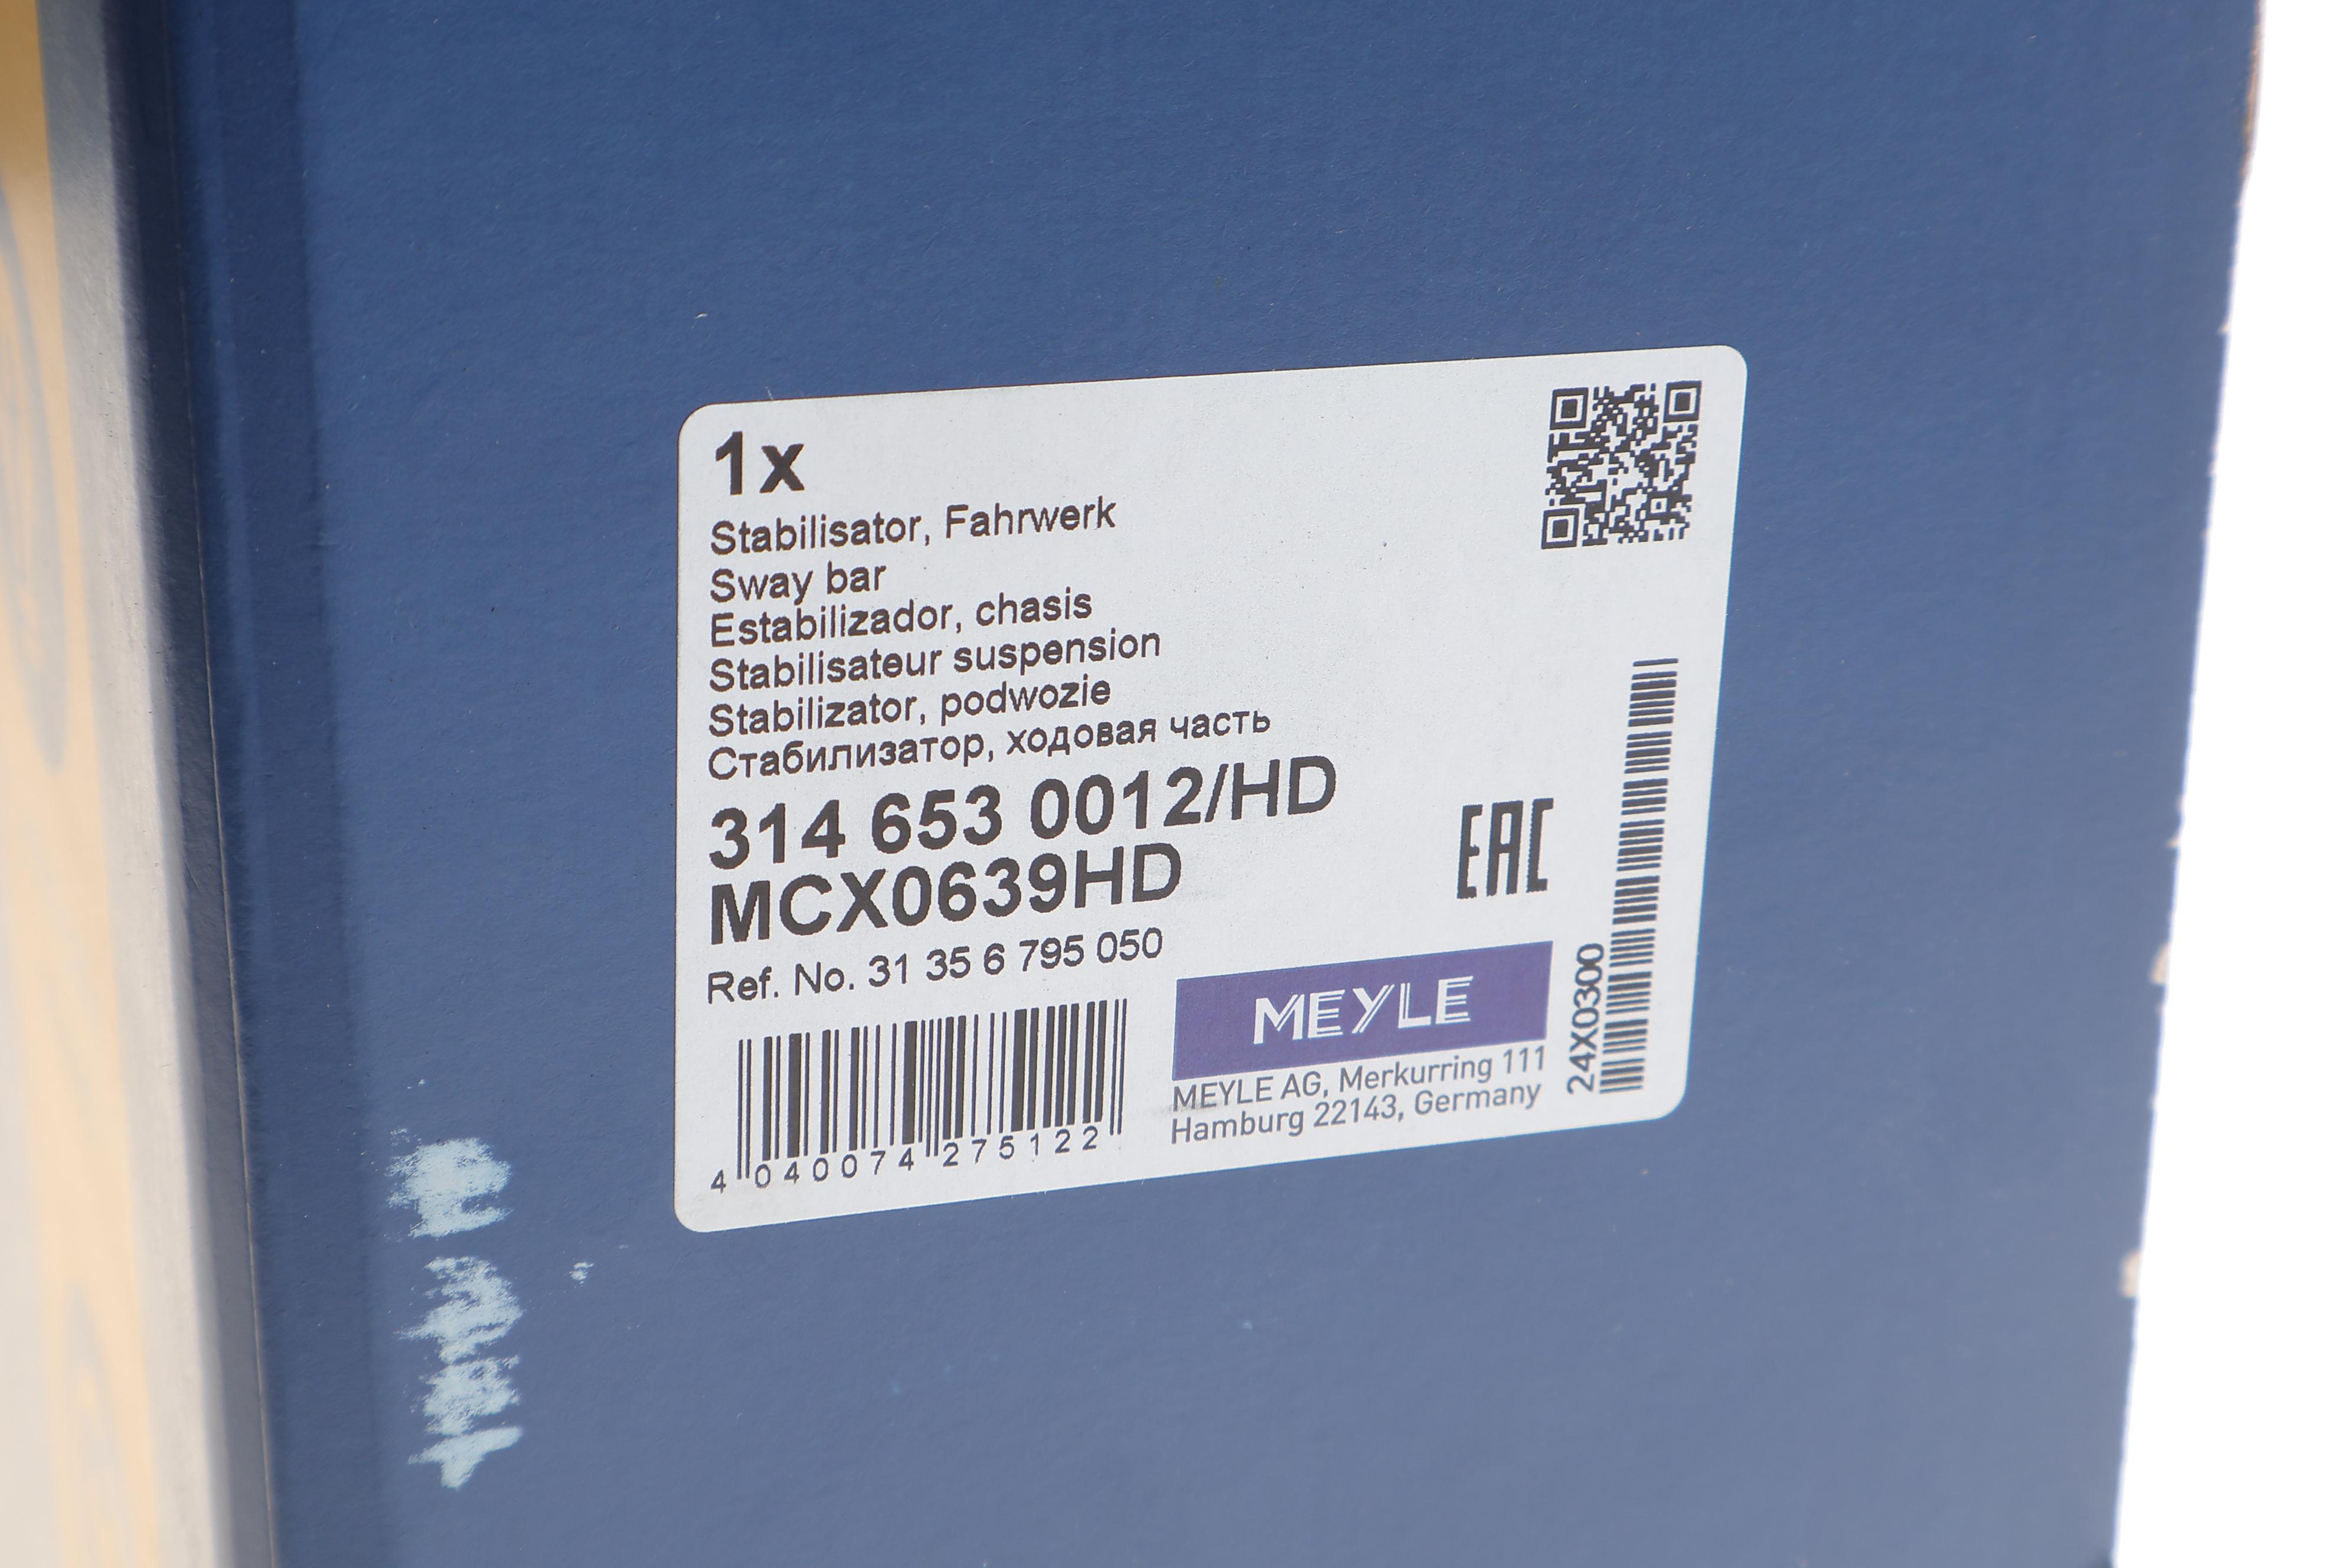 1x
Stabilisator, Fahrwerk
Sway bar
Estabilizador, chasis
Stabilisateur suspension
Stabilizator, podwozie
Стабилизатор, ходовая часть
314 653 0012/HD
MCX0639HD
Ref. No. 31 35 6 795 050
EAC
MEYLE
MEYLE AG, Merkurring 111
Hamburg 22143, Germany
4 040074 275122
24X0300